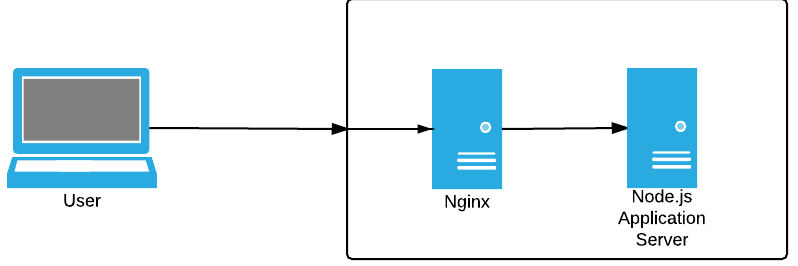 User
Nginx
Node.js
Application
Server